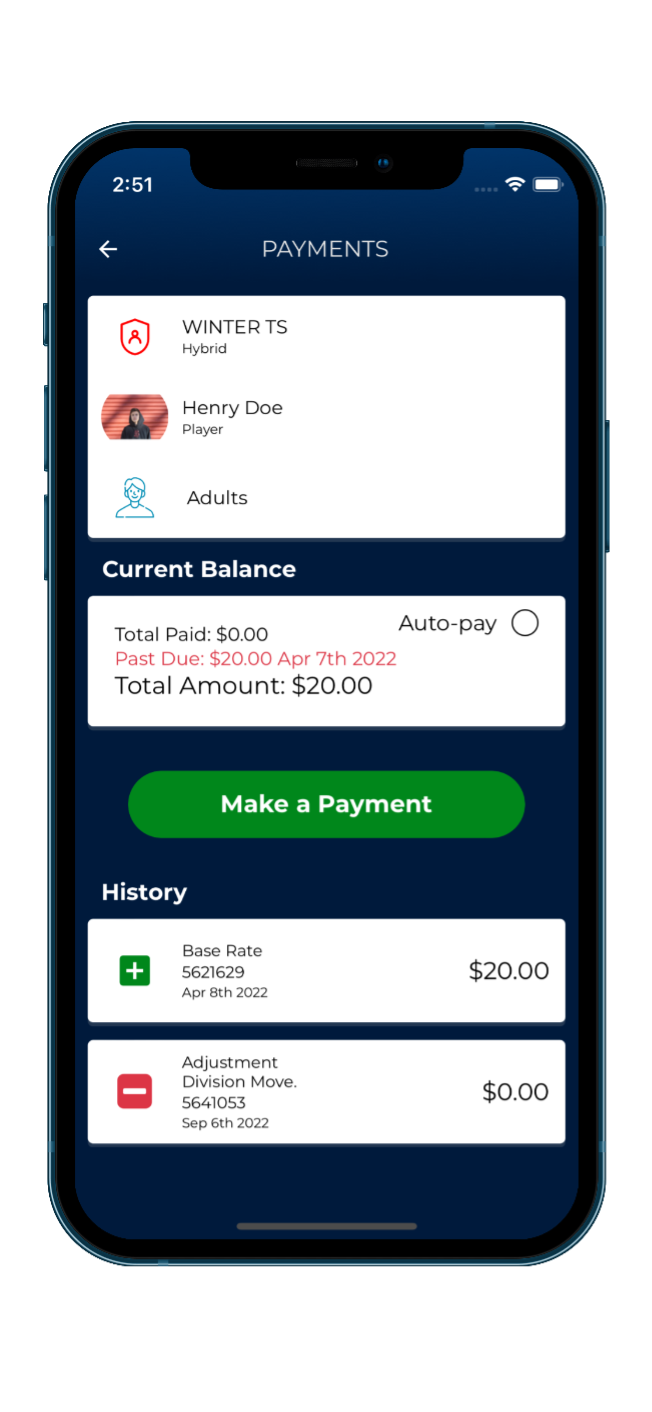 2:51
PAYMENTS
WINTER TS
Hybrid
Henry Doe
Player
Adults
Current Balance
Auto-pay
Total Paid: $0.00
Past Due: $20.00 Apr 7th 2022
Total Amount: $20.00
Make a Payment
History
Base Rate
5621629
Apr 8th 2022
$20.00
Adjustment
Division Move.
5641053
Sep 6th 2022
$0.00